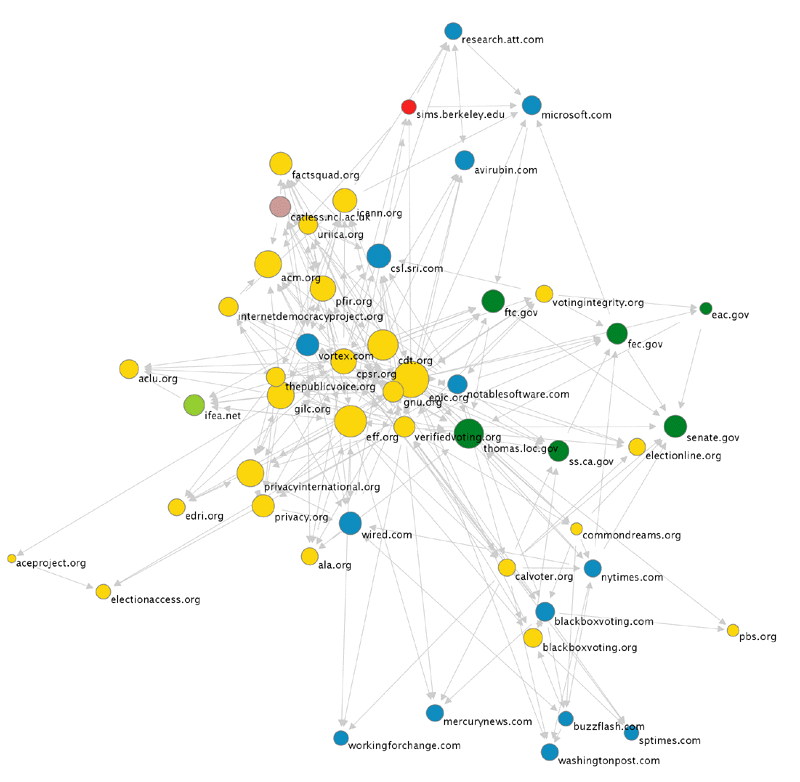 research.att.com
sims.berkeley.edu
microsoft.com
avirubin.com
factsquad.org
catless.ncl.ac.uk
icann.org
uriica.org
csl.sri.com
acm.org
pfir.org
votingintegrity.org
internetdemocracyproject.org
ftc.gov
eac.gov
fec.gov
vortex.com
cdt.org
cpsr.org
aclu.org
thepublicvoice.org
epic.org
notablesoftware.com
gnu.org
gilc.org
ifea.net
eff.org
verifiedvoting.org
senate.gov
thomas.loc.gov
ss.ca.gov
electionline.org
privacyinternational.org
edri.org
privacy.org
wired.com
commondreams.org
aceproject.org
ala.org
calvoter.org
nytimes.com
electionaccess.org
blackboxvoting.com
pbs.org
blackboxvoting.org
mercurynews.com
buzzflash.com
sptimes.com
workingforchange.com
washingtonpost.com